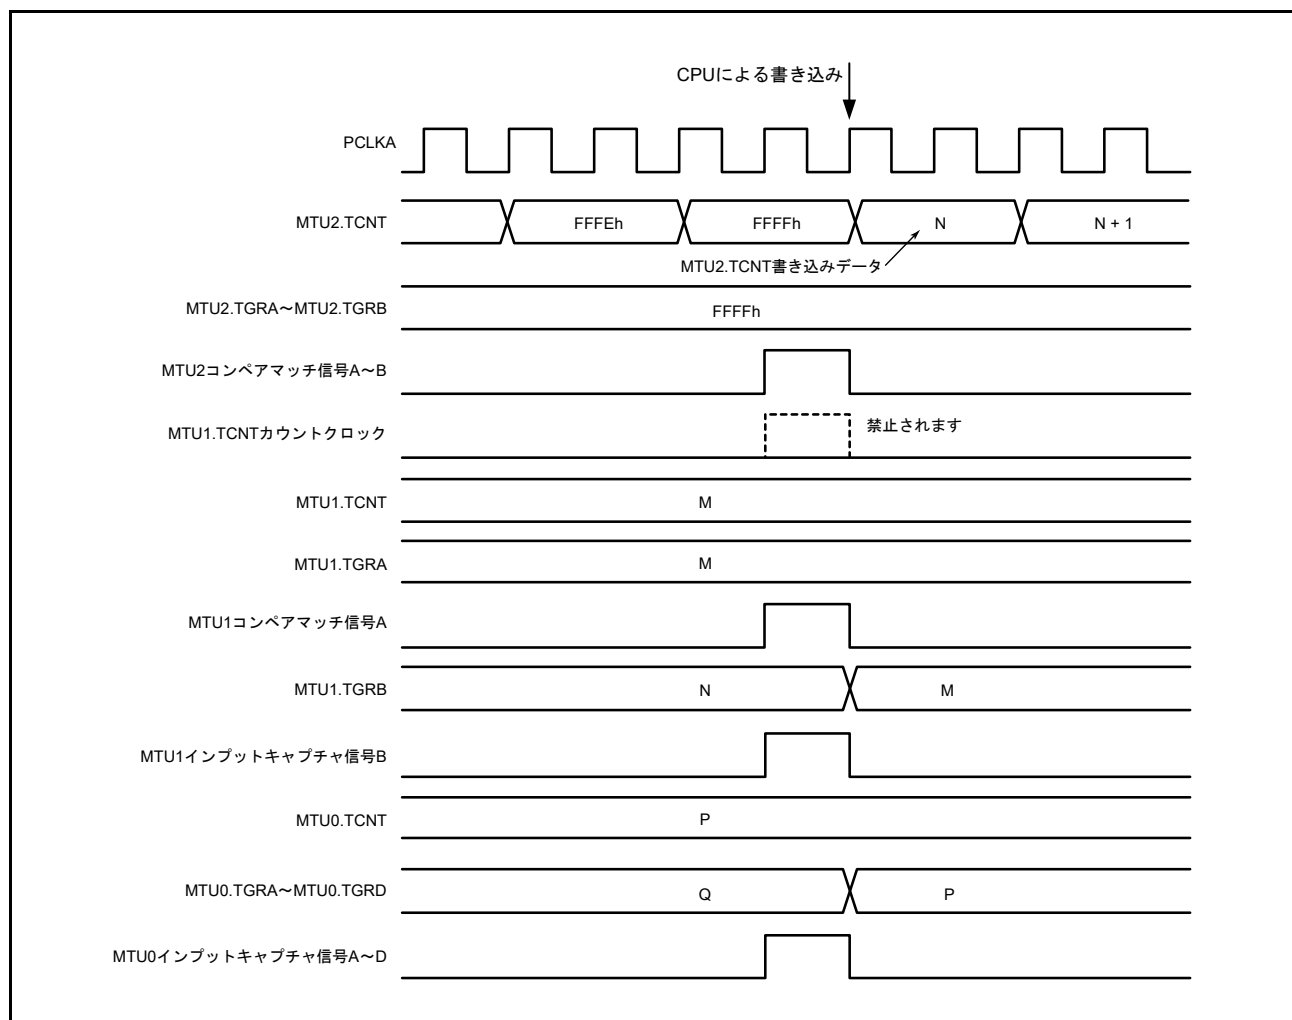 CPUによる書き込み
PCLKA
MTU2.TCNT
FFFEh
FFFFh
N
N + 1
MTU2.TCNT書き込みデータ
MTU2.TGRA～MTU2.TGRB
FFFFh
MTU2コンペアマッチ信号A～B
MTU1.TCNTカウントクロック
禁止されます
MTU1.TCNT
M
MTU1.TGRA
M
MTU1コンペアマッチ信号A
MTU1.TGRB
N
M
MTU1インプットキャプチャ信号B
MTU0.TCNT
P
MTU0.TGRA～MTU0.TGRD
Q
P
MTU0インプットキャプチャ信号A～D